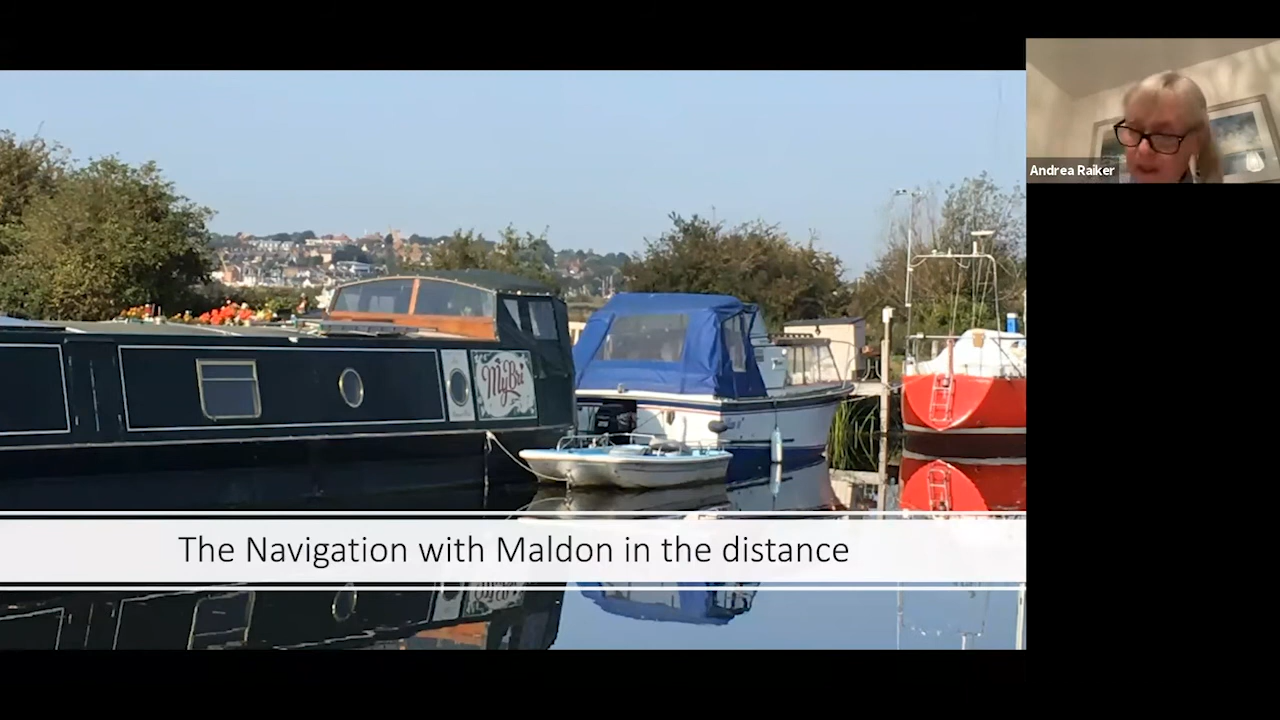 Andrea Raiker
The Navigation with Maldon in the distance